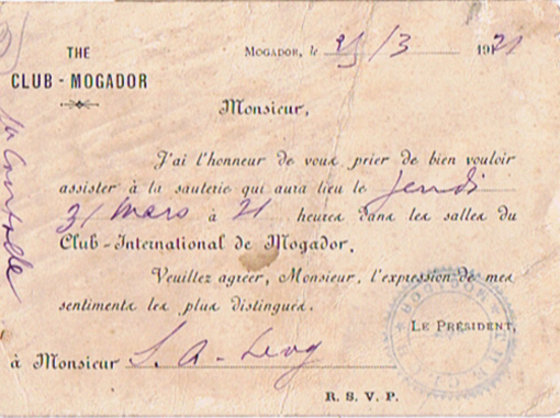 THE
CLUB - MOGADOR
MOGADOR, le 25/3 1921
Monsieur,
J'ai l'honneur de vous prier de bien vouloir
assister à la sauterie qui aura lieu le jeudi
31 mars à 21 heures dans les salles du
Club-International de Mogador.
Veuillez agréer, Monsieur, l'expression de mes
sentiments les plus distingués.
LE PRÉSIDENT,
à Monsieur S. A. Levy
R. S. V. P.